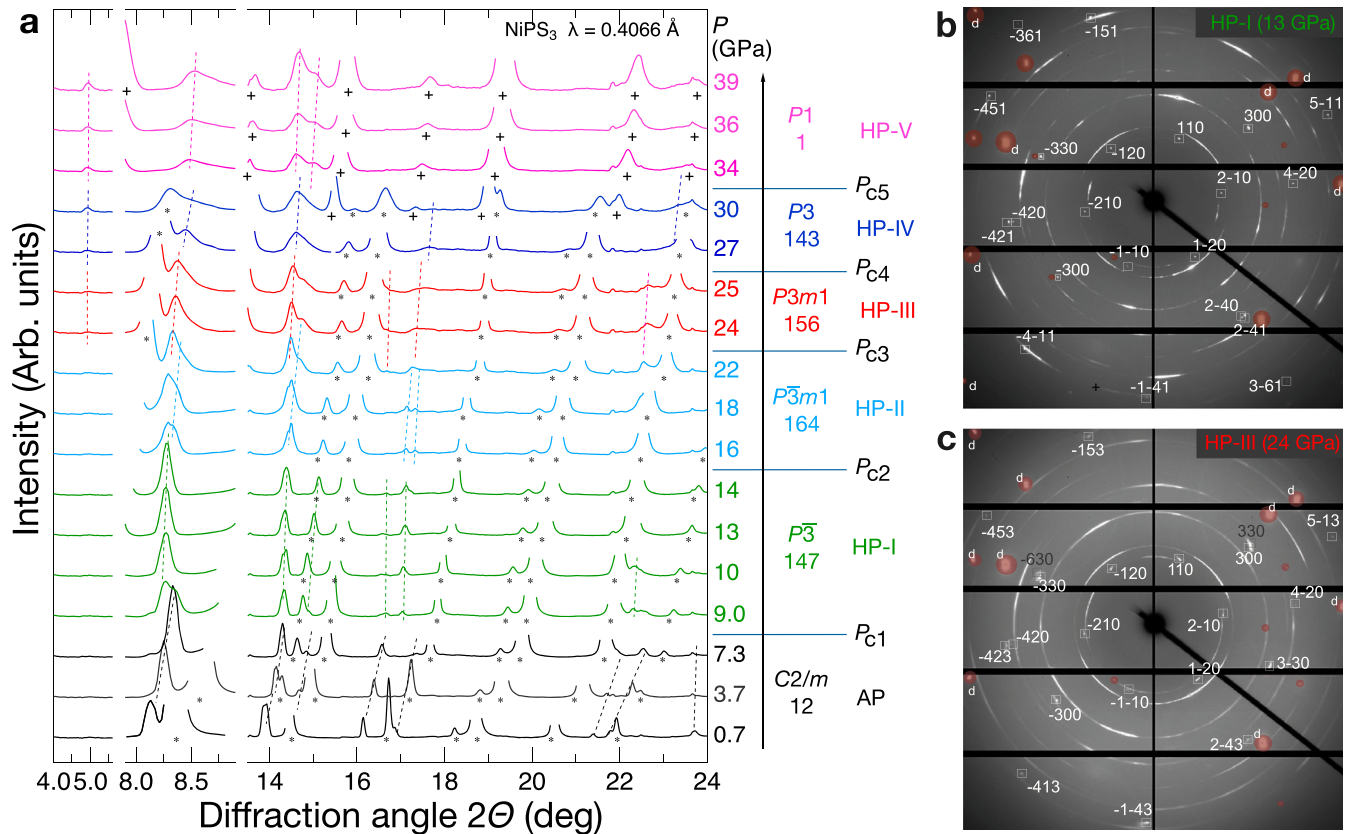 a
NiPS3 λ = 0.4066 Å
P
(GPa)
39
36
34
30
27
25
24
22
18
16
14
13
10
9.0
7.3
3.7
0.7
P1
1
HP-V
Pc5
P3
143
HP-IV
Pc4
P3m1
156
HP-III
Pc3
P3̅m1
164
HP-II
Pc2
P3̅
147
HP-I
Pc1
C2/m
12
AP
Intensity (Arb. units)
4.0 5.0 8.0 8.5 14 16 18 20 22 24
Diffraction angle 2Θ (deg)
b
HP-I (13 GPa)
d
-361
-151
d
d
-451
5-11
300
110
d
-330
-120
4-20
d
2-10
-210
-420
-421
1-20
-1-10
d
-300
2-40
d
2-41
-4-11
d
-1-41
3-61
c
HP-III (24 GPa)
d
-153
d
d
-453
d
330
5-13
300
d
-630
-330
-120
110
4-20
d
2-10
-210
-420
-423
1-20
3-30
d
-1-10
-300
2-43
d
-413
-1-43